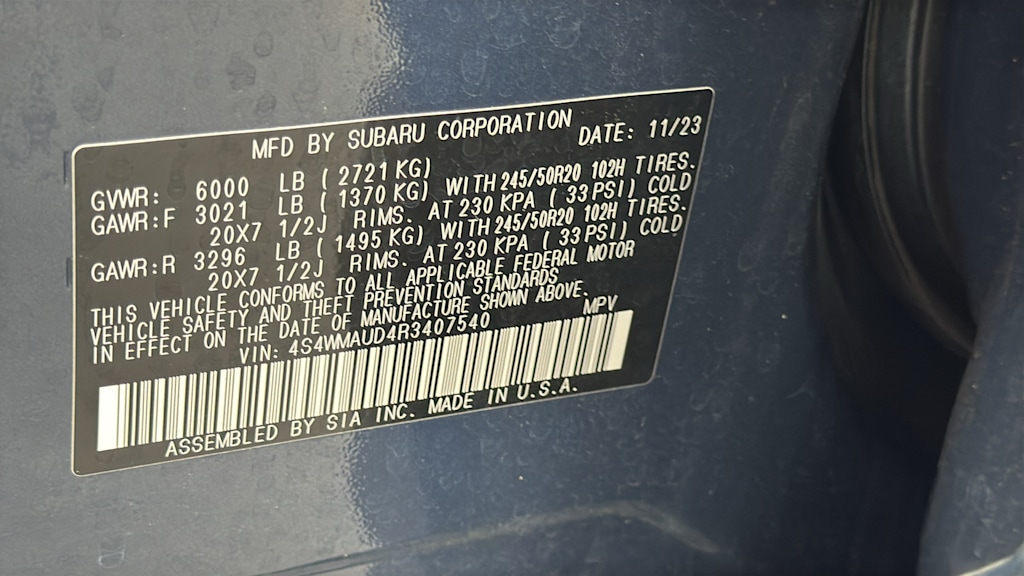 MFD BY SUBARU CORPORATION DATE: 11/23
GVWR: 6000 LB ( 2721 KG)
GAWR:F 3021 LB ( 1370 KG) WITH 245/50R20 102H TIRES.
20X7 1/2J RIMS. AT 230 KPA ( 33 PSI) COLD
GAWR:R 3296 LB ( 1495 KG) WITH 245/50R20 102H TIRES.
20X7 1/2J RIMS. AT 230 KPA ( 33 PSI) COLD
THIS VEHICLE CONFORMS TO ALL APPLICABLE FEDERAL MOTOR
VEHICLE SAFETY AND THEFT PREVENTION STANDARDS
IN EFFECT ON THE DATE OF MANUFACTURE SHOWN ABOVE.
VIN: 4S4WMAUD4R3407540 MPV
ASSEMBLED BY SIA INC. MADE IN U.S.A.